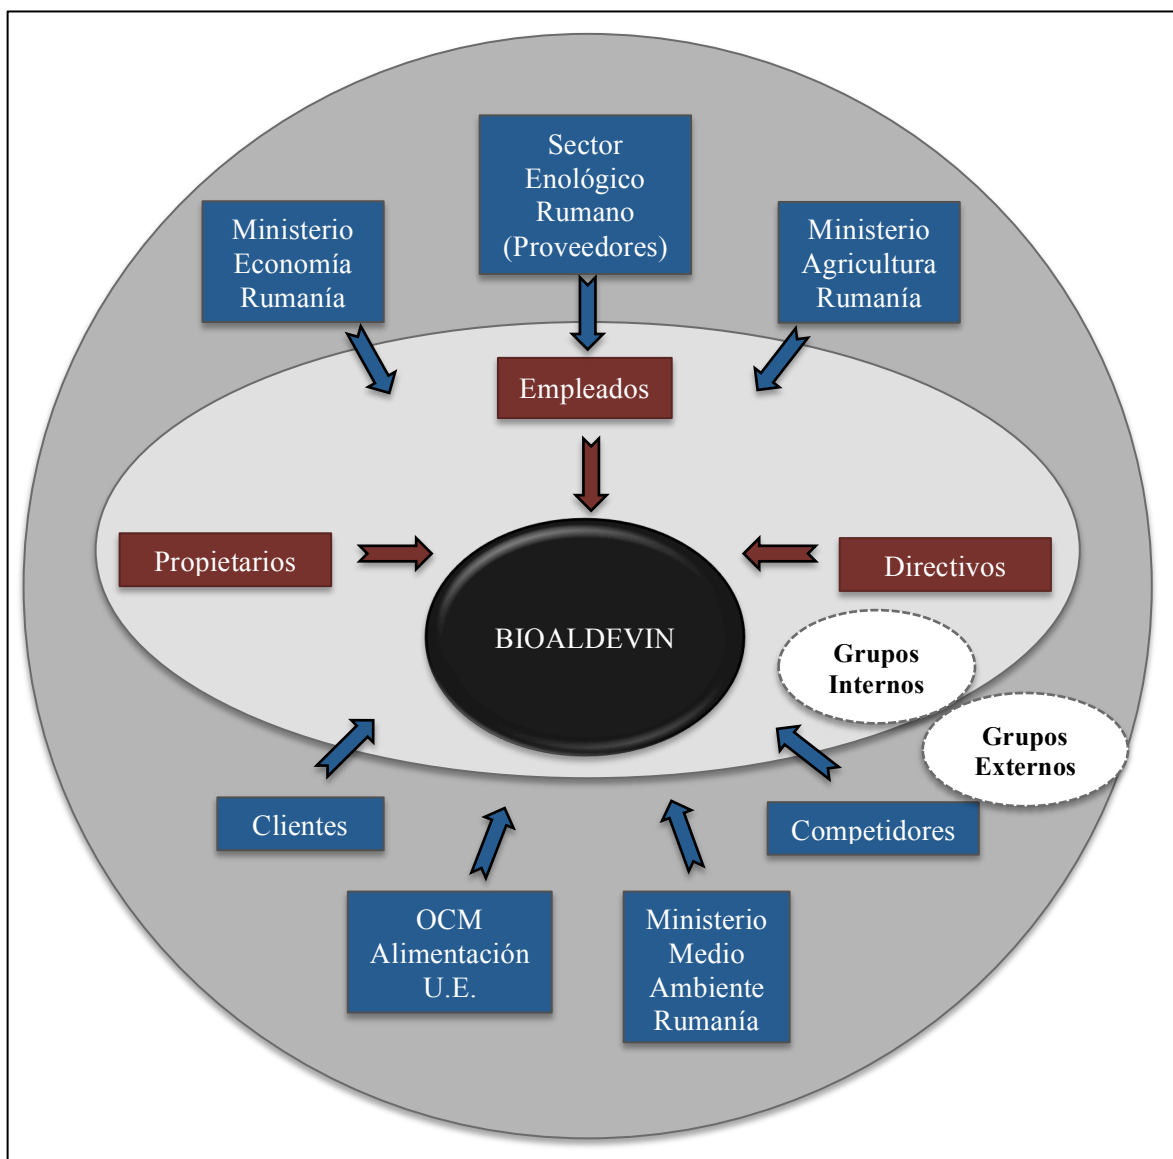 Sector
Enológico
Rumano
(Proveedores)
Ministerio
Economía
Rumanía
Ministerio
Agricultura
Rumanía
Empleados
Propietarios
Directivos
BIOALDEVIN
Grupos
Internos
Grupos
Externos
Clientes
Competidores
OCM
Alimentación
U.E.
Ministerio
Medio
Ambiente
Rumanía